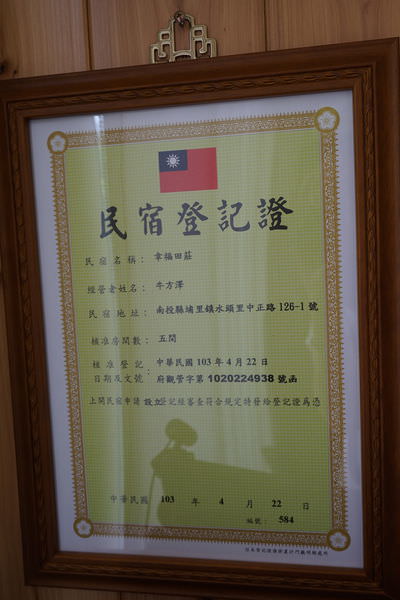 民宿登記證
民宿名稱：幸福田莊
經營者姓名：牛方澤
民宿地址：南投縣埔里鎮水頭里中正路126-1號
核准房間數：五間
核准登記 中華民國103年4月22日
日期及文號：府觀管字第1020224938號函
上開民宿申請設立登記經審查符合規定特發給登記證為憑
中華民國 103 年 4 月 22 日
編號：584